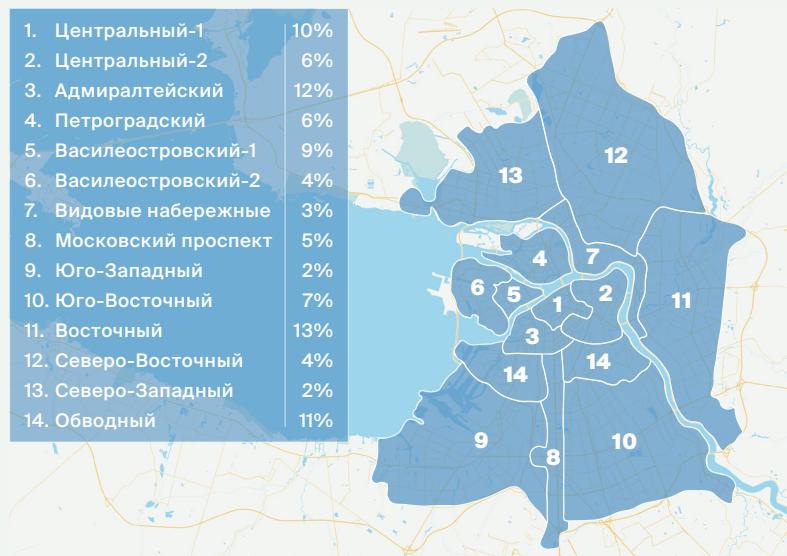 1. Центральный-1 10%
2. Центральный-2 6%
3. Адмиралтейский 12%
4. Петроградский 6%
5. Василеостровский-1 9%
6. Василеостровский-2 4%
7. Видовые набережные 3%
8. Московский проспект 5%
9. Юго-Западный 2%
10. Юго-Восточный 7%
11. Восточный 13%
12. Северо-Восточный 4%
13. Северо-Западный 2%
14. Обводный 11%
12
13
4
7
6
5
1
2
11
3
14
14
9
10
8